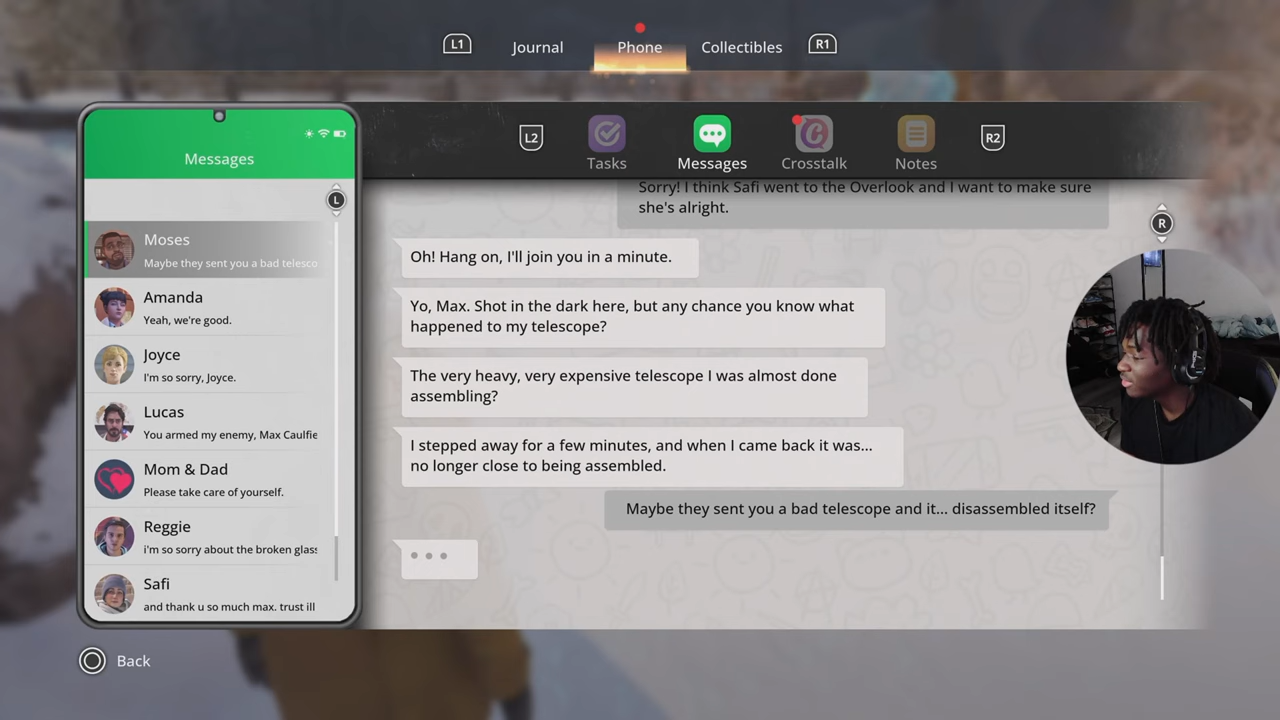 L1
Journal
Phone
Collectibles
R1
Messages
L2
Tasks
Messages
Crosstalk
Notes
R2
L
Moses
Maybe they sent you a bad telesco
Amanda
Yeah, we're good.
Joyce
I'm so sorry, Joyce.
Lucas
You armed my enemy, Max Caulfie
Mom & Dad
Please take care of yourself.
Reggie
i'm so sorry about the broken glass
Safi
and thank u so much max. trust ill
Sorry! I think Safi went to the Overlook and I want to make sure
she's alright.
R
Oh! Hang on, I'll join you in a minute.
Yo, Max. Shot in the dark here, but any chance you know what
happened to my telescope?
The very heavy, very expensive telescope I was almost done
assembling?
I stepped away for a few minutes, and when I came back it was...
no longer close to being assembled.
Maybe they sent you a bad telescope and it... disassembled itself?
Back